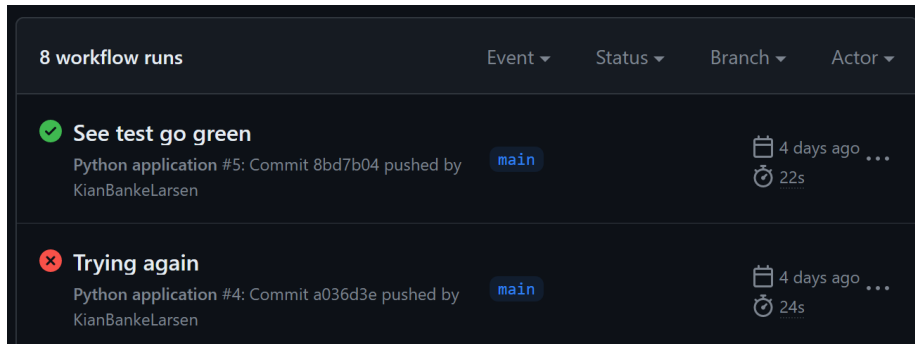 8 workflow runs Event Status Branch Actor
See test go green
Python application #5: Commit 8bd7b04 pushed by
KianBankeLarsen
main
4 days ago
22s
Trying again
Python application #4: Commit a036d3e pushed by
KianBankeLarsen
main
4 days ago
24s